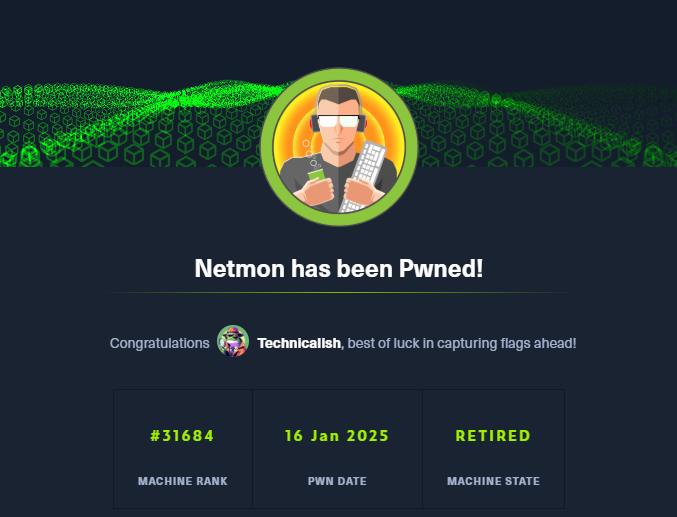 Netmon has been Pwned!
Congratulations Technicalish, best of luck in capturing flags ahead!
#31684 16 Jan 2025 RETIRED
MACHINE RANK PWN DATE MACHINE STATE